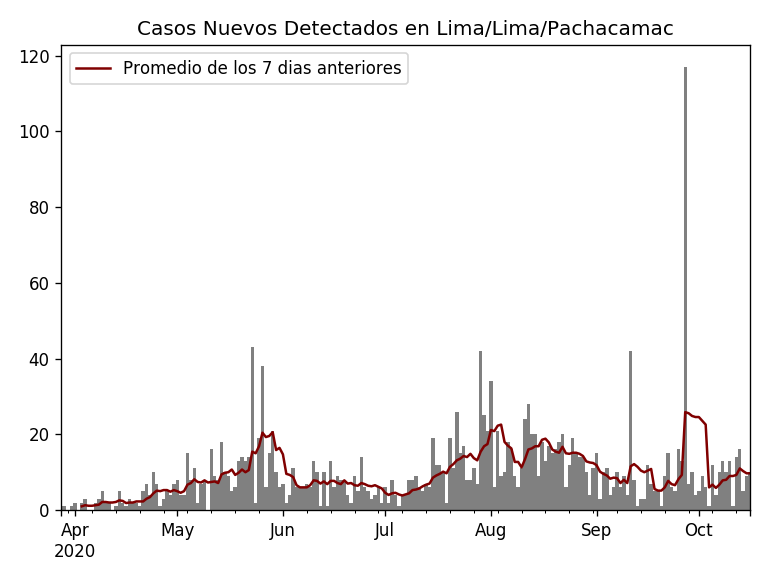 Casos Nuevos Detectados en Lima/Lima/Pachacamac
Promedio de los 7 dias anteriores
120
100
80
60
40
20
0
Apr May Jun Jul Aug Sep Oct
2020